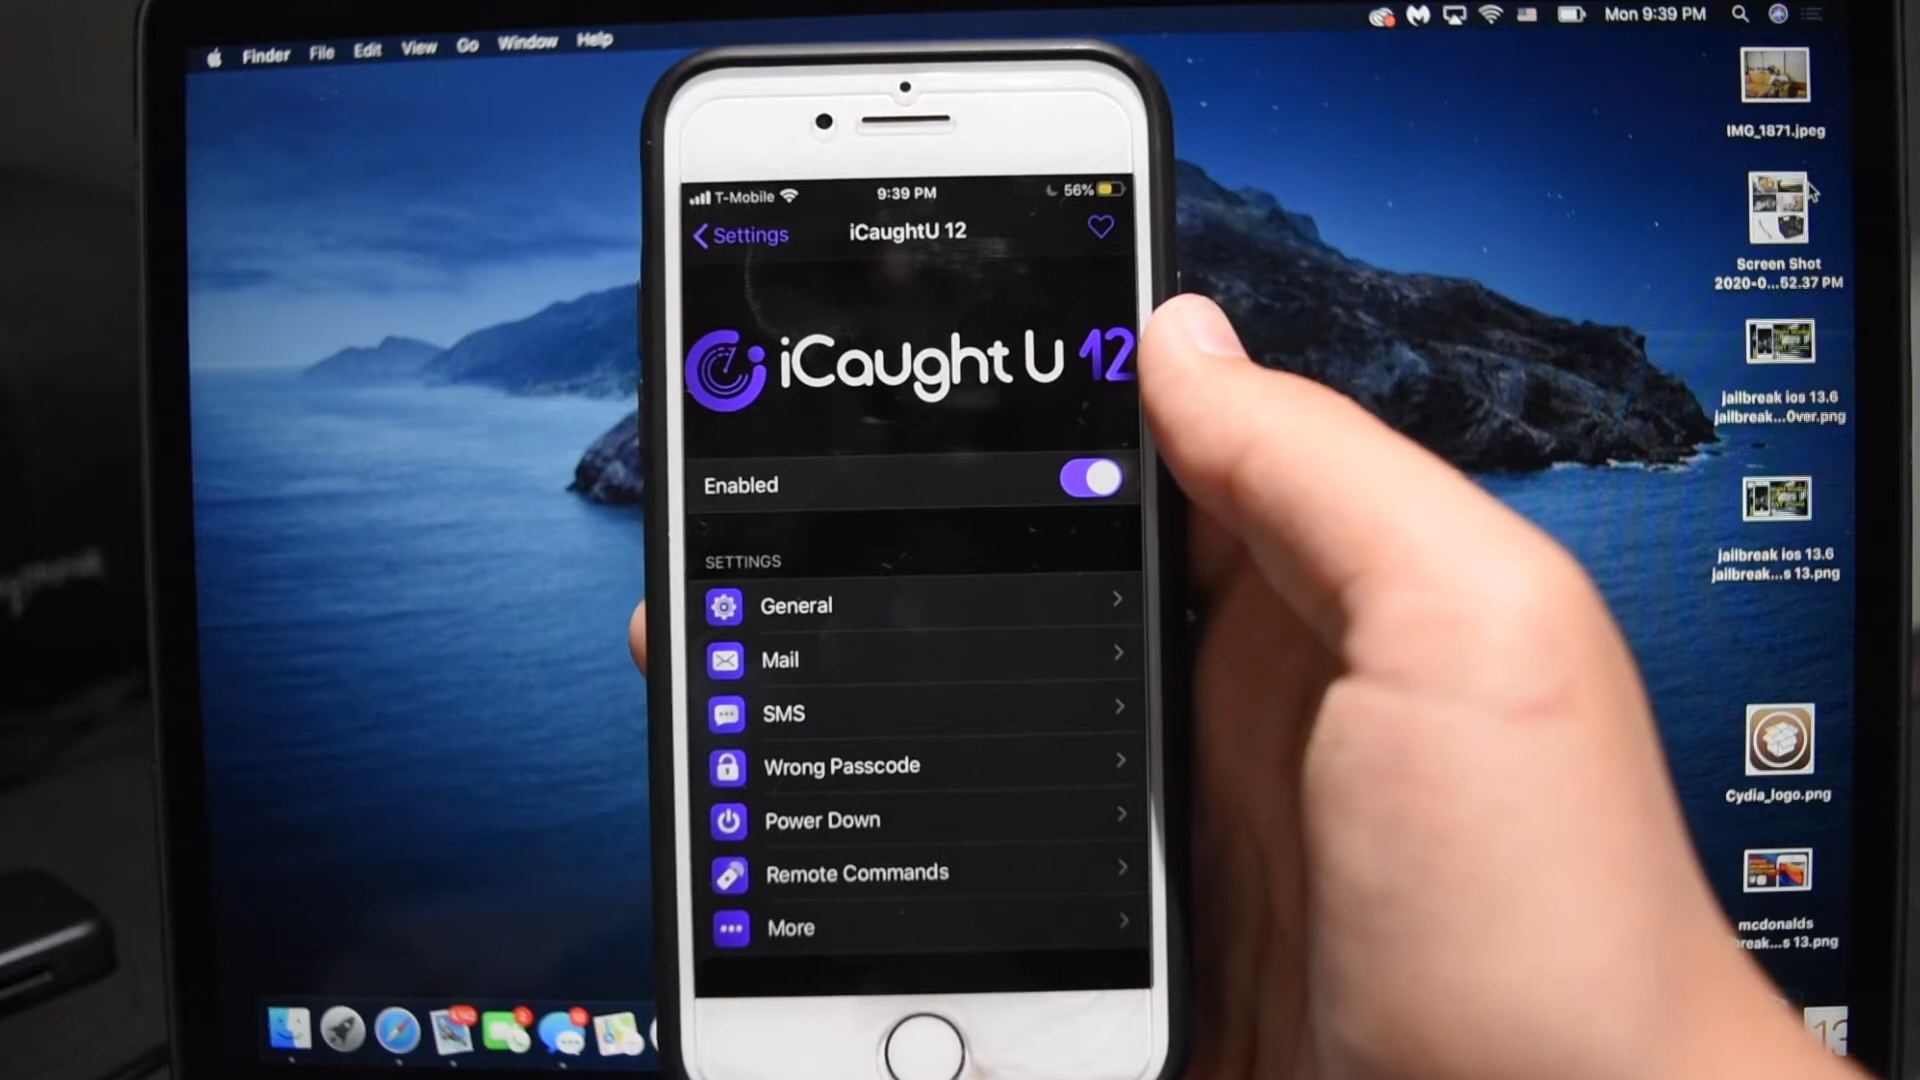 Finder File Edit View Go Window Help
Mon 9:39 PM
IMG_1871.jpeg
Screen Shot
2020-0...52.37 PM
jailbreak ios 13.6
jailbreak...Over.png
jailbreak ios 13.6
jailbreak...s 13.png
Cydia_logo.png
mcdonalds
break...s 13.png
T-Mobile 9:39 PM 56%
Settings iCaughtU 12
iCaught U 12
Enabled
SETTINGS
General
Mail
SMS
Wrong Passcode
Power Down
Remote Commands
More